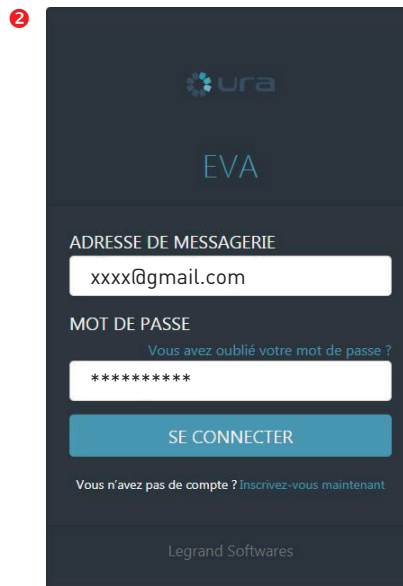 2
ura
EVA
ADRESSE DE MESSAGERIE
xxxx@gmail.com
MOT DE PASSE
Vous avez oublié votre mot de passe ?
**********
SE CONNECTER
Vous n'avez pas de compte ? Inscrivez-vous maintenant
Legrand Softwares